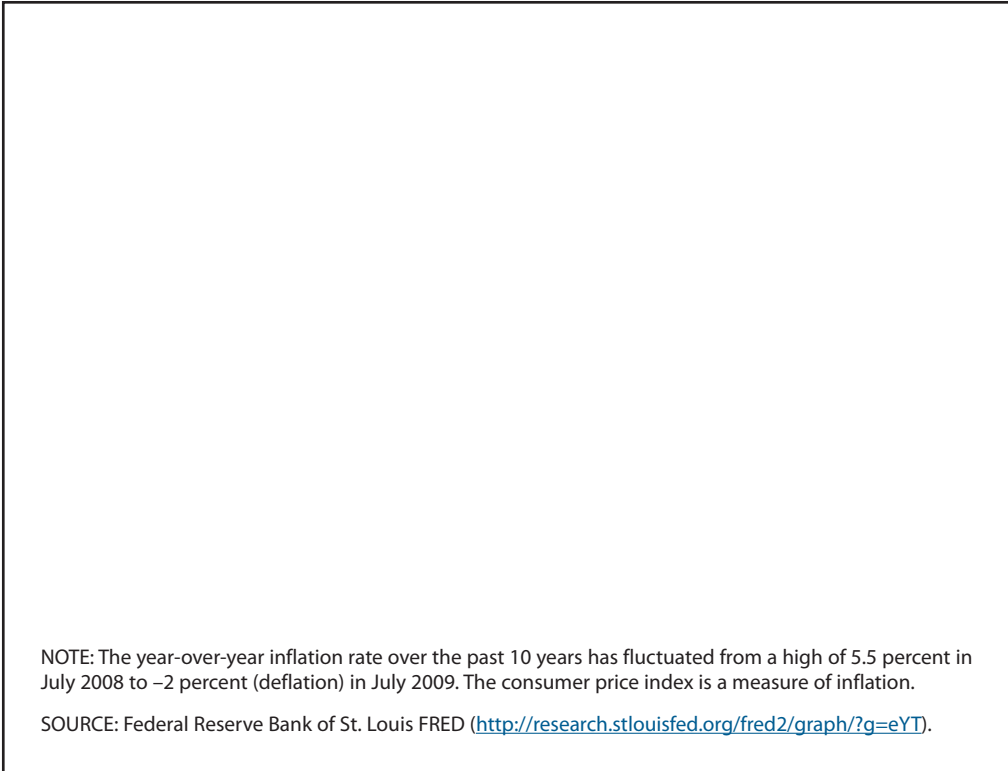 NOTE: The year-over-year inflation rate over the past 10 years has fluctuated from a high of 5.5 percent in
July 2008 to –2 percent (deflation) in July 2009. The consumer price index is a measure of inflation.
SOURCE: Federal Reserve Bank of St. Louis FRED (http://research.stlouisfed.org/fred2/graph/?g=eYT).